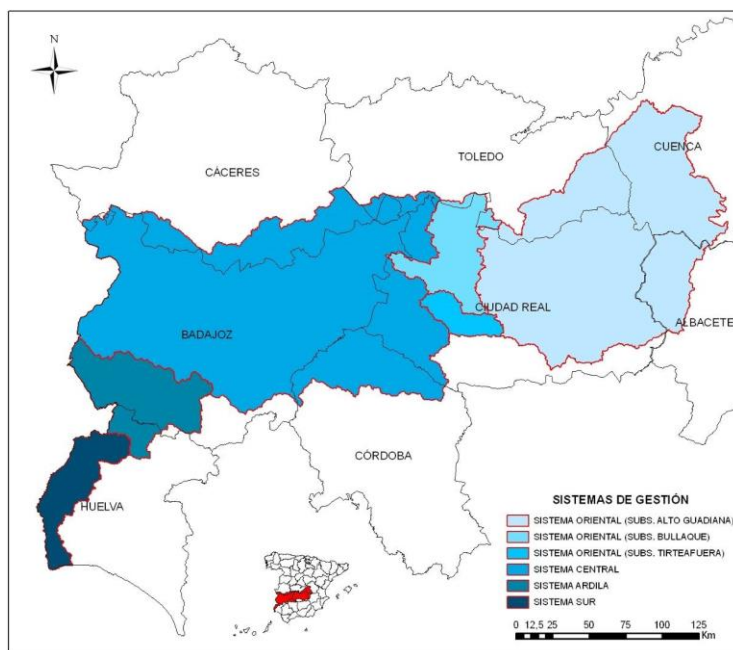 N
CUENCA
TOLEDO
CÁCERES
CIUDAD REAL
ALBACETE
BADAJOZ
CÓRDOBA
HUELVA
SISTEMAS DE GESTIÓN
SISTEMA ORIENTAL (SUBS. ALTO GUADIANA)
SISTEMA ORIENTAL (SUBS. BULLAQUE)
SISTEMA ORIENTAL (SUBS. TIRTEAFUERA)
SISTEMA CENTRAL
SISTEMA ARDILA
SISTEMA SUR
0 12,5 25 50 75 100 125
Km